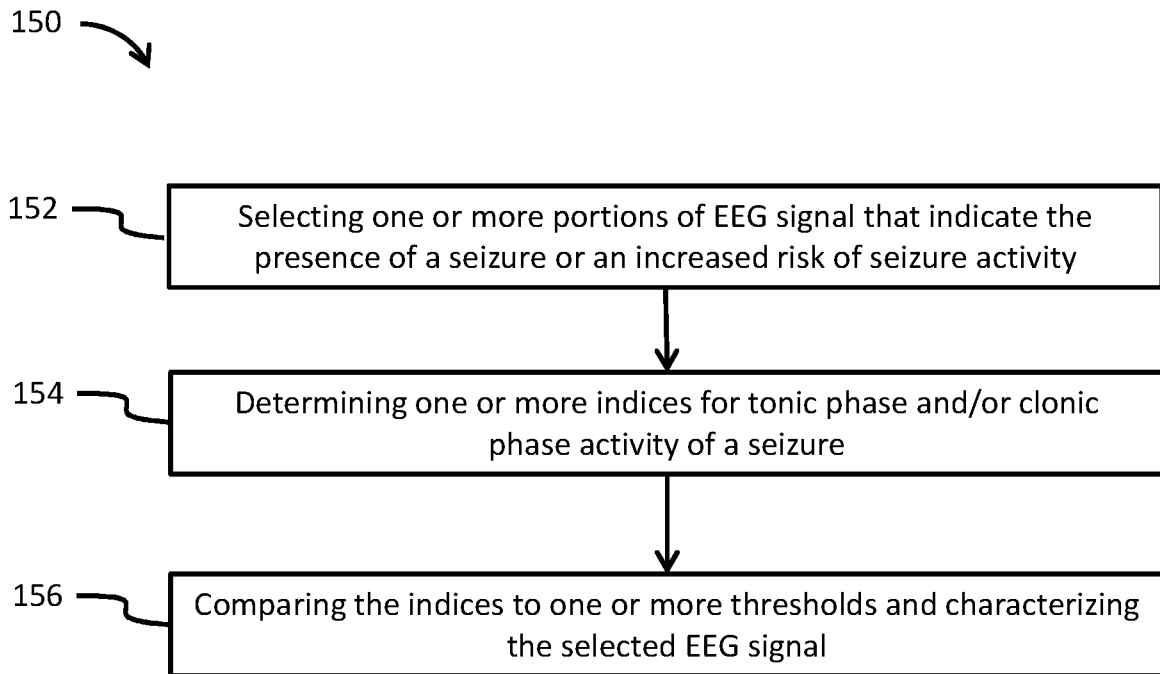 150
152
Selecting one or more portions of EEG signal that indicate the
presence of a seizure or an increased risk of seizure activity
154
Determining one or more indices for tonic phase and/or clonic
phase activity of a seizure
156
Comparing the indices to one or more thresholds and characterizing
the selected EEG signal